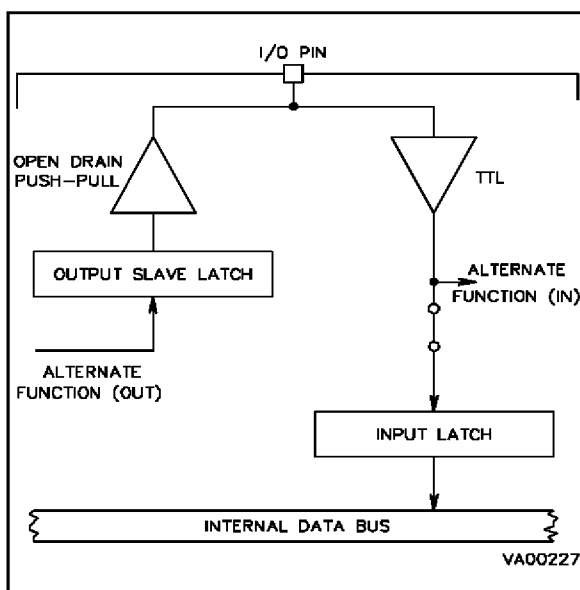 I/O PIN
OPEN DRAIN
PUSH-PULL
TTL
OUTPUT SLAVE LATCH
ALTERNATE
FUNCTION (IN)
ALTERNATE
FUNCTION (OUT)
INPUT LATCH
INTERNAL DATA BUS
VA00227